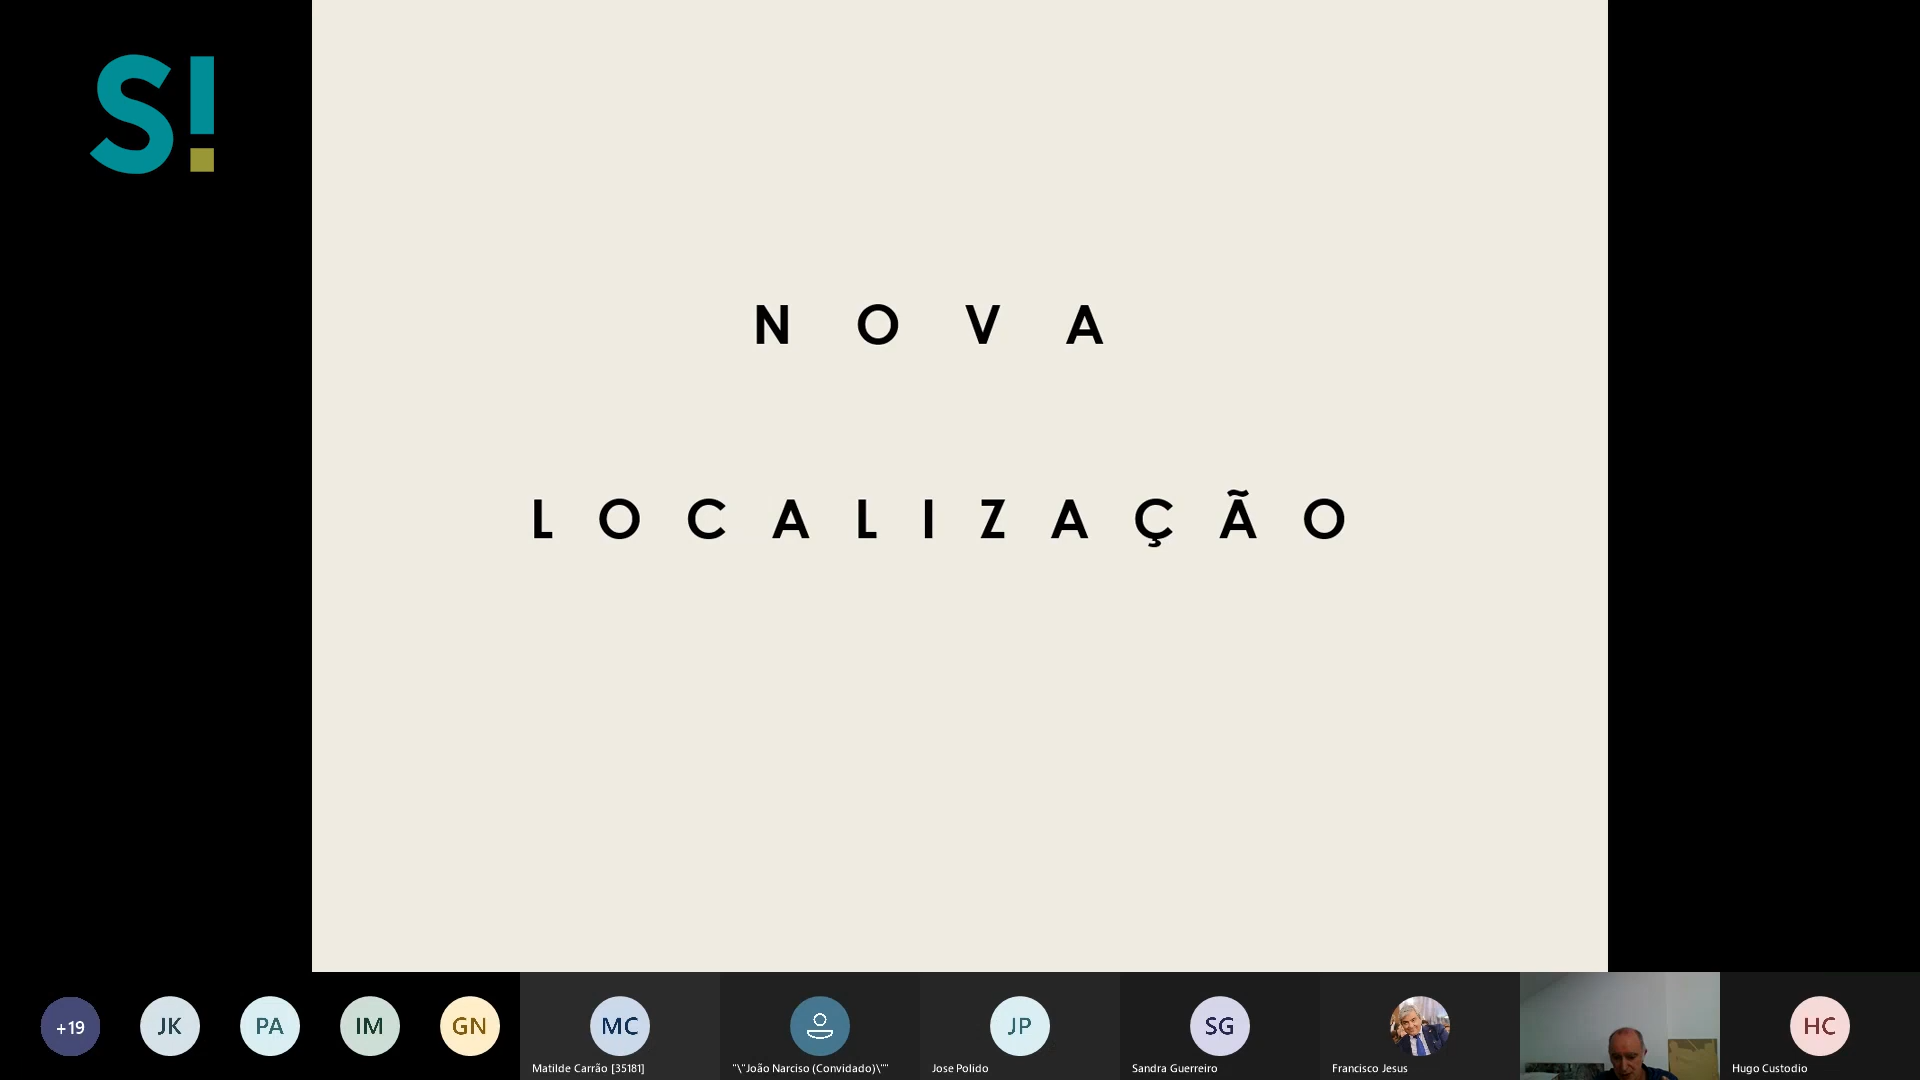 S!
N O V A
L O C A L I Z A Ç Ã O
+19
JK
PA
IM
GN
MC
JP
SG
HC
Matilde Carrão [35181]
"\"João Narciso (Convidado)\""
Jose Polido
Sandra Guerreiro
Francisco Jesus
Hugo Custodio